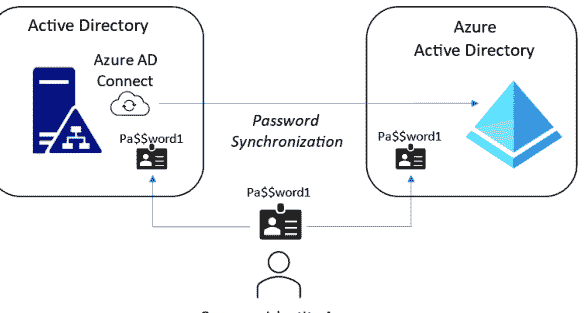 Active Directory
Azure
Active Directory
Azure AD
Connect
Password
Synchronization
Pa$$word1
Pa$$word1
Pa$$word1